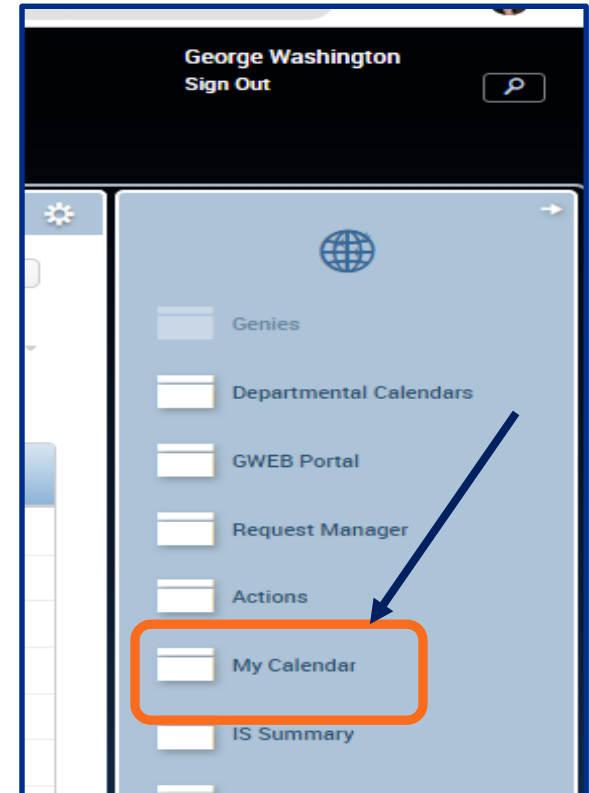 George Washington
Sign Out
Genies
Departmental Calendars
GWEB Portal
Request Manager
Actions
My Calendar
IS Summary